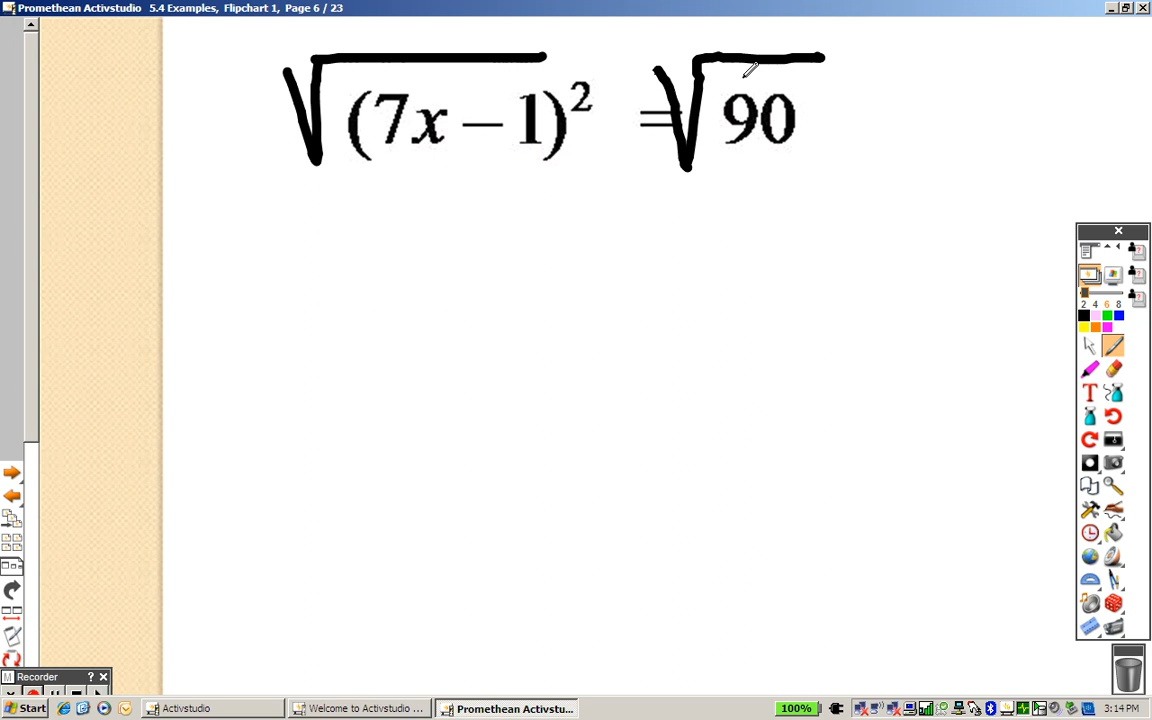 Promethean Activstudio 5.4 Examples, Flipchart 1, Page 6 / 23
√(7x − 1)² = √90
2 4 6 8
T
M Recorder ? ×
Start Activstudio Welcome to Activstudio ... Promethean Activstu... 100% 3:14 PM